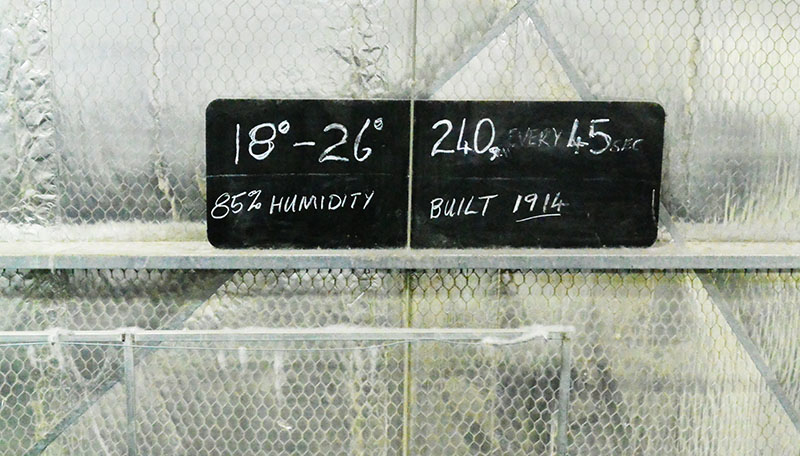 18° - 26°
85% HUMIDITY
240 EVERY 45 SEC
BUILT 1914